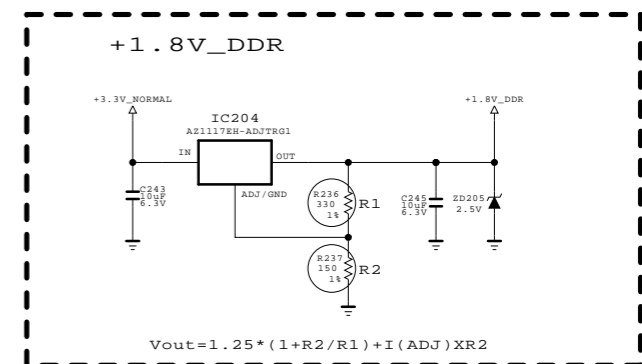 +1.8V_DDR
+3.3V_NORMAL
+1.8V_DDR
IC204
AZ1117EH-ADJTRG1
IN
OUT
ADJ/GND
C243
10uF
6.3V
R236
330
1%
R1
C245
10uF
6.3V
ZD205
2.5V
R237
150
1%
R2
Vout=1.25*(1+R2/R1)+I(ADJ)XR2